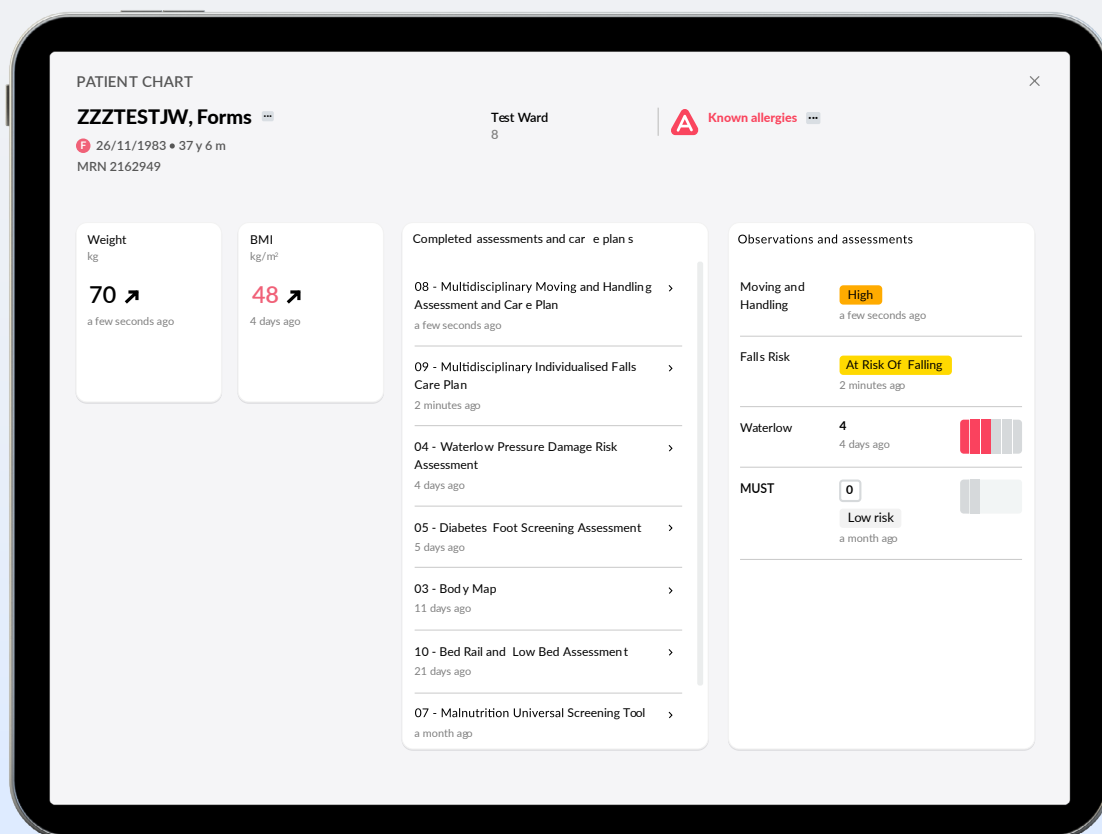 PATIENT CHART
ZZZTESTJW, Forms
F 26/11/1983 • 37 y 6 m
MRN 2162949
Test Ward
8
A Known allergies
Weight
kg
70
a few seconds ago
BMI
kg/m²
48
4 days ago
Completed assessments and care plans
08 - Multidisciplinary Moving and Handling
Assessment and Care Plan
a few seconds ago
09 - Multidisciplinary Individualised Falls
Care Plan
2 minutes ago
04 - Waterlow Pressure Damage Risk
Assessment
4 days ago
05 - Diabetes Foot Screening Assessment
5 days ago
03 - Body Map
11 days ago
10 - Bed Rail and Low Bed Assessment
21 days ago
07 - Malnutrition Universal Screening Tool
a month ago
Observations and assessments
Moving and
Handling
High
a few seconds ago
Falls Risk
At Risk Of Falling
2 minutes ago
Waterlow
4
4 days ago
MUST
0
Low risk
a month ago